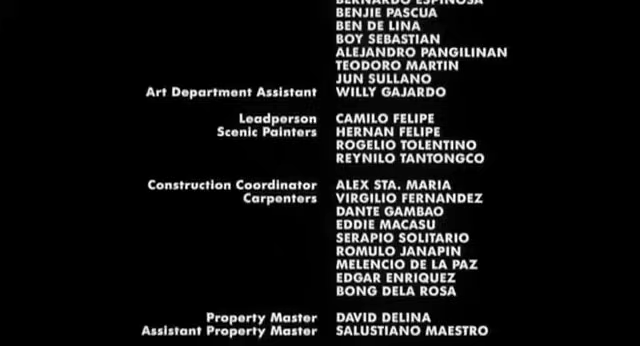 BERNARDO ESPINOSA
BENJIE PASCUA
BEN DE LINA
BOY SEBASTIAN
ALEJANDRO PANGILINAN
TEODORO MARTIN
JUN SULLANO
Art Department Assistant WILLY GAJARDO
Leadperson CAMILO FELIPE
Scenic Painters HERNAN FELIPE
ROGELIO TOLENTINO
REYNILO TANTONGCO
Construction Coordinator ALEX STA. MARIA
Carpenters VIRGILIO FERNANDEZ
DANTE GAMBAO
EDDIE MACASU
SERAPIO SOLITARIO
ROMULO JANAPIN
MELENCIO DE LA PAZ
EDGAR ENRIQUEZ
BONG DELA ROSA
Property Master DAVID DELINA
Assistant Property Master SALUSTIANO MAESTRO